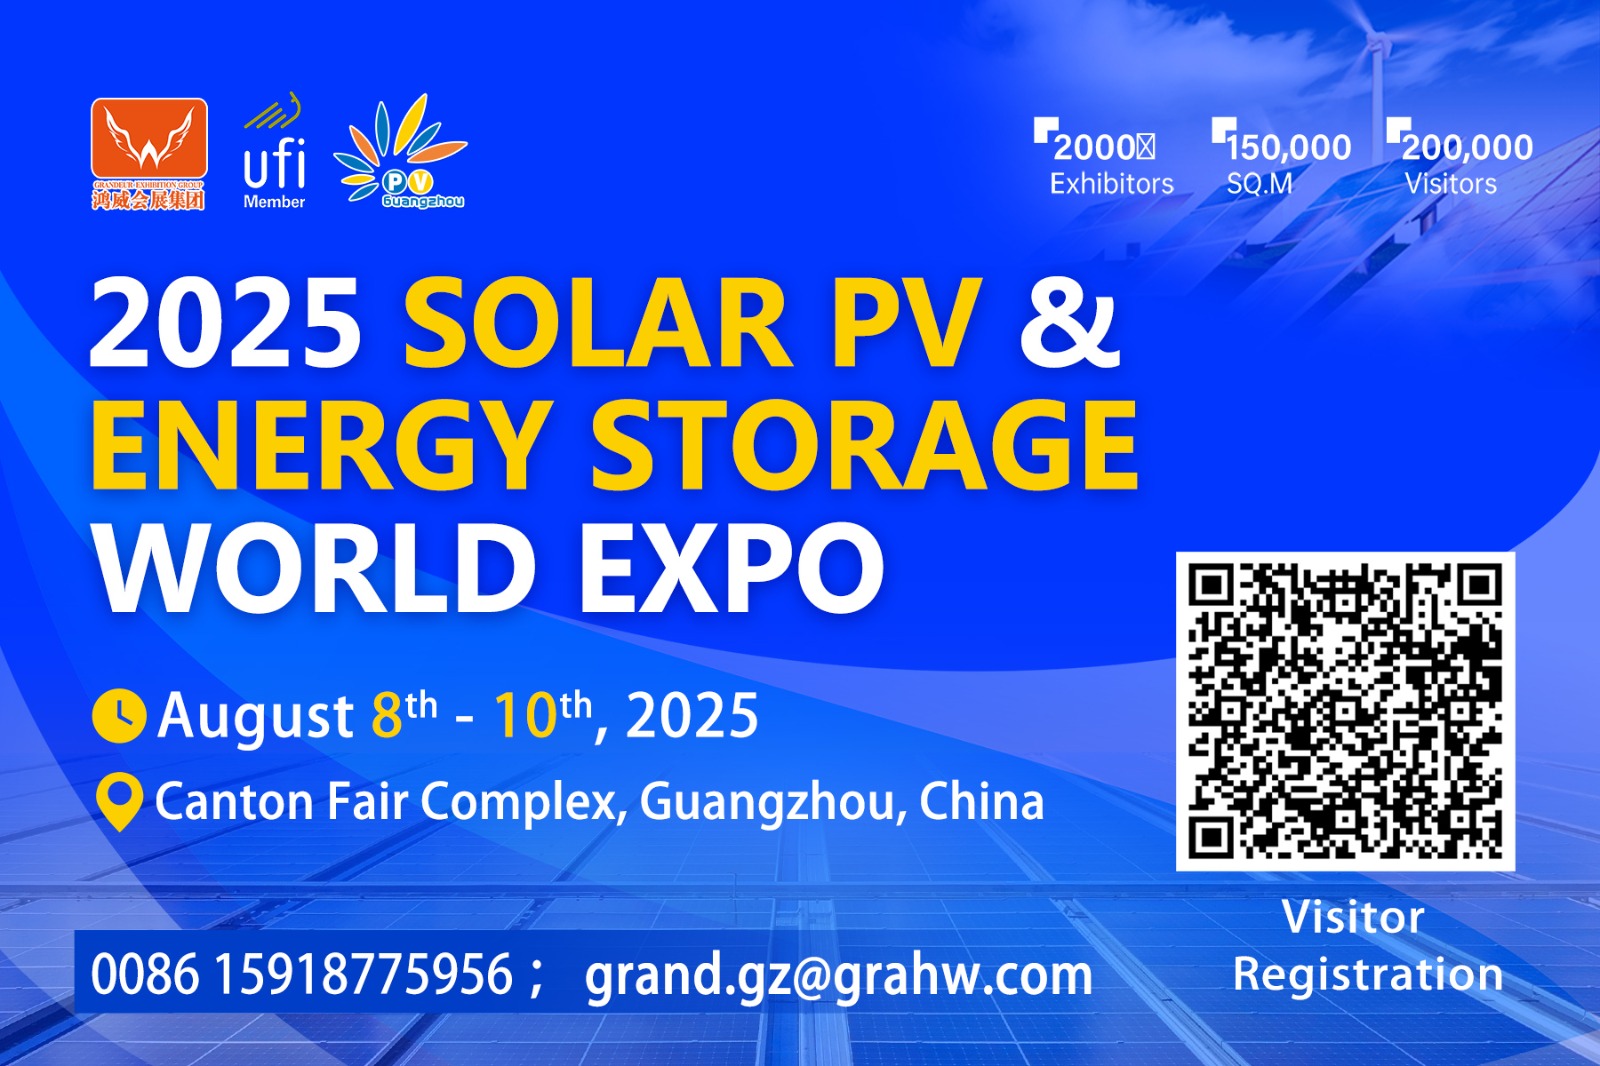 GRANDEUR EXHIBITION GROUP
鸿威会展集团
ufi
Member
PV
Guangzhou
2000
Exhibitors
150,000
SQ.M
200,000
Visitors
2025 SOLAR PV &
ENERGY STORAGE
WORLD EXPO
August 8th - 10th, 2025
Canton Fair Complex, Guangzhou, China
0086 15918775956 ; grand.gz@grahw.com
Visitor
Registration